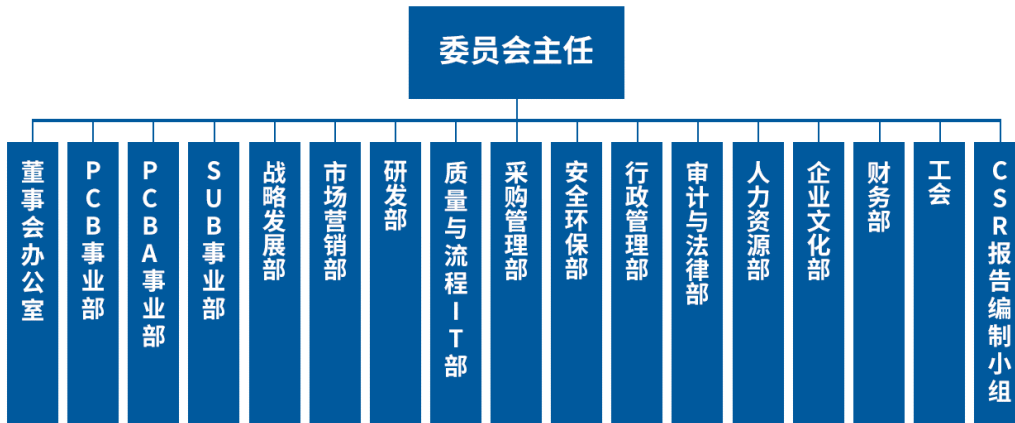 委员会主任
董事会办公室
PCB事业部
PCBA事业部
SUB事业部
战略发展部
市场营销部
研发部
质量与流程IT部
采购管理部
安全环保部
行政管理部
审计与法律部
人力资源部
企业文化部
财务部
工会
CSR报告编制小组